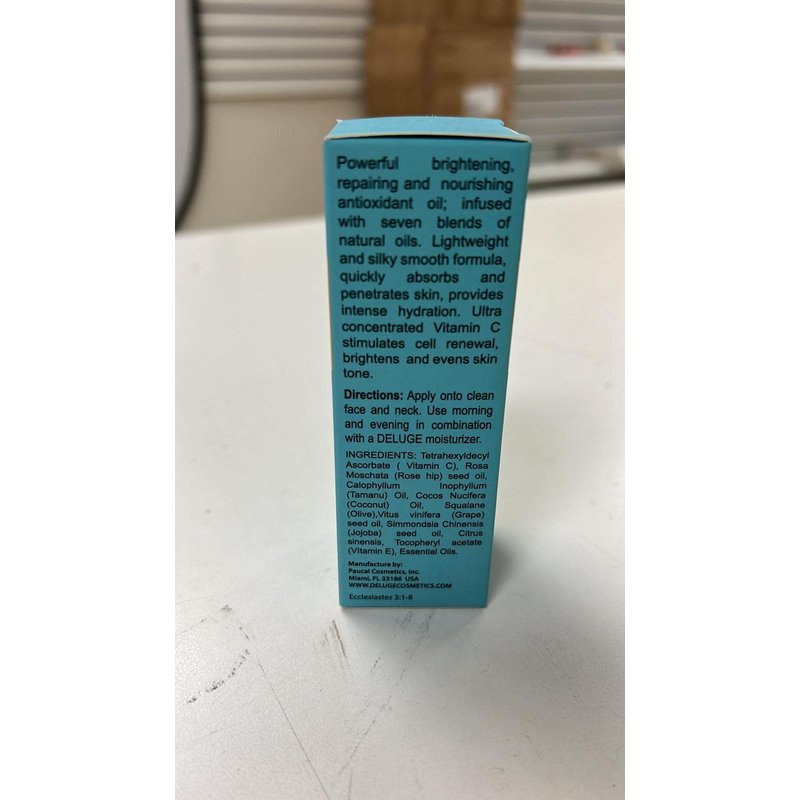 Powerful brightening,
repairing and nourishing
antioxidant oil; infused
with seven blends of
natural oils. Lightweight
and silky smooth formula,
quickly absorbs and
penetrates skin, provides
intense hydration. Ultra
concentrated Vitamin C
stimulates cell renewal,
brightens and evens skin
tone.
Directions: Apply onto clean
face and neck. Use morning
and evening in combination
with a DELUGE moisturizer.
INGREDIENTS: Tetrahexyldecyl
Ascorbate ( Vitamin C), Rosa
Moschata (Rose hip) seed oil,
Calophyllum Inophyllum
(Tamanu) Oil, Cocos Nucifera
(Coconut) Oil, Squalane
(Olive),Vitus vinifera (Grape)
seed oil, Simmondsia Chinensis
(Jojoba) seed oil, Citrus
sinensis, Tocopheryl acetate
(Vitamin E), Essential Oils.
Manufacture by:
Paucal Cosmetics, Inc.
Miami, FL 33186 USA
WWW.DELUGECOSMETICS.COM
Ecclesiastes 3:1-8